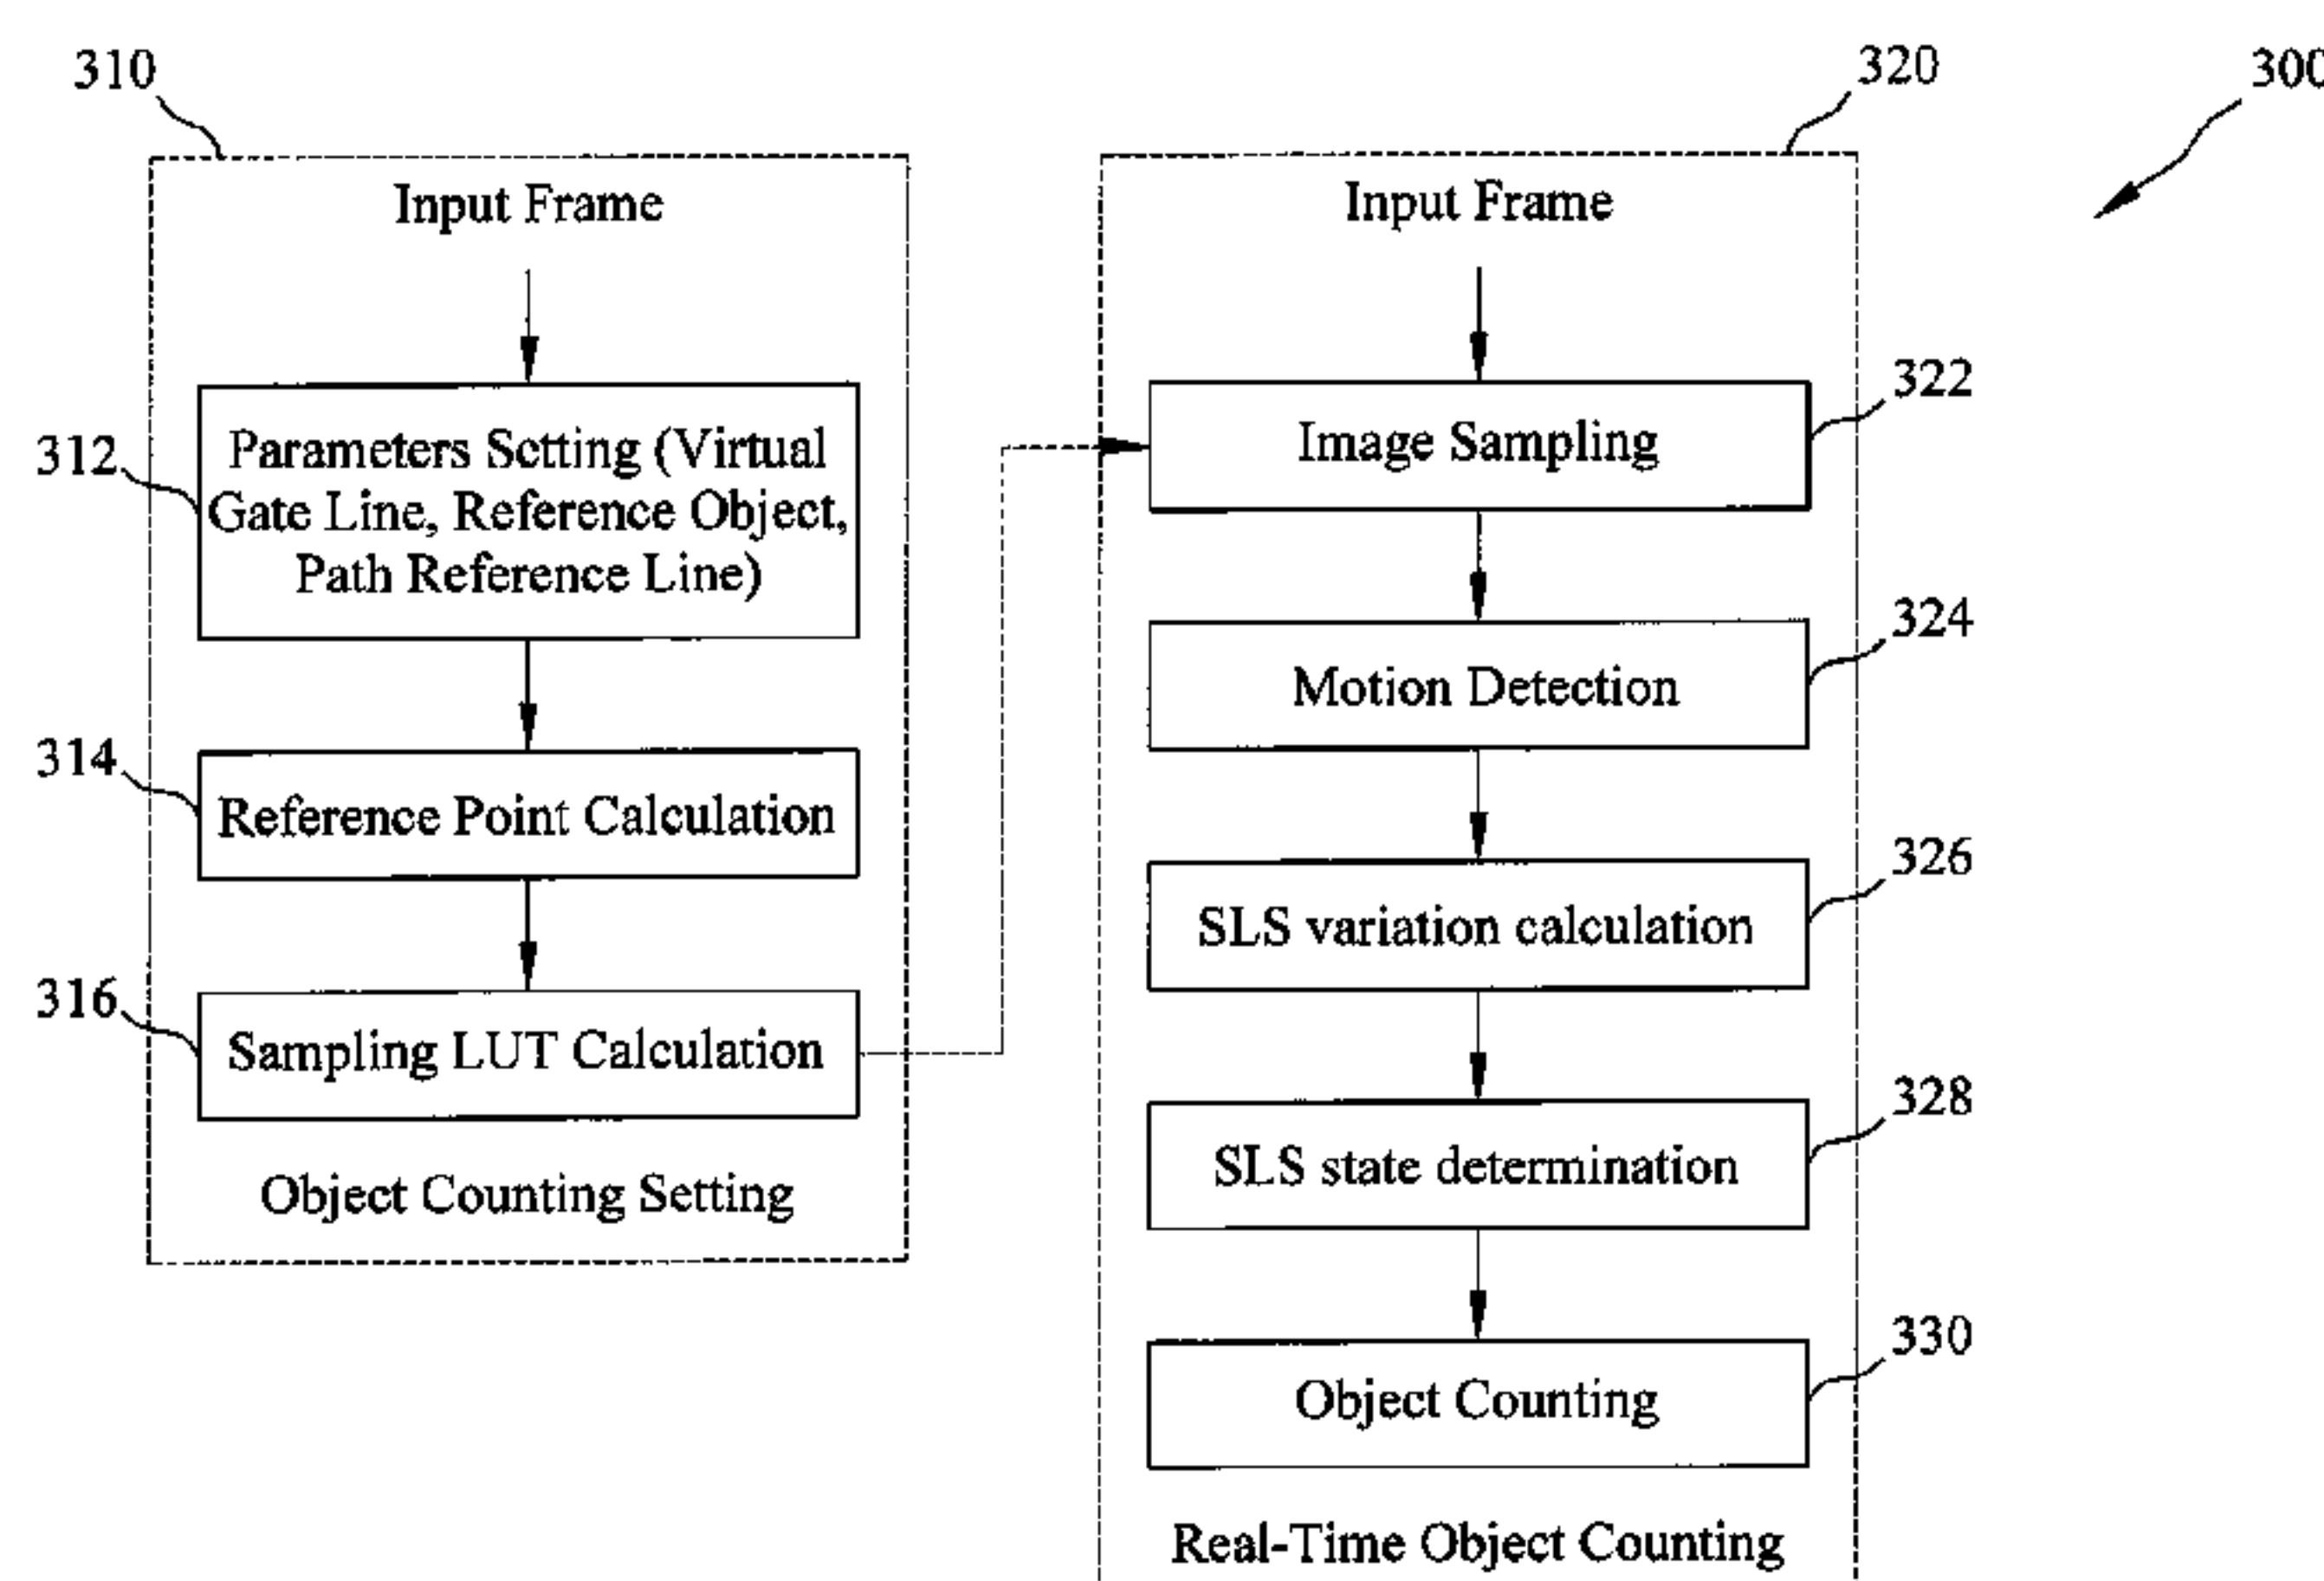 310
320
300
Input Frame
312
Parameters Setting (Virtual
Gate Line, Reference Object,
Path Reference Line)
314
Reference Point Calculation
316
Sampling LUT Calculation
Object Counting Setting
Input Frame
322
Image Sampling
324
Motion Detection
326
SLS variation calculation
328
SLS state determination
330
Object Counting
Real-Time Object Counting